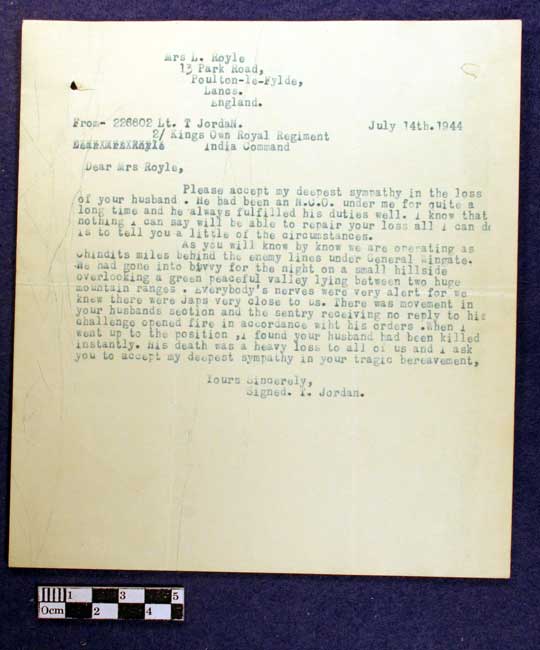 Mrs L. Royle
13 Park Road,
Poulton-le-Fylde,
Lancs.
England.
From- 226802 Lt. T JordaN. July 14th. 1944
2/ Kings Own Royal Regiment
India Command
Dear Mrs Royle,
Please accept my deepest sympathy in the loss
of your husband . He had been an N.C.O. under me for quite a
long time and he always fulfilled his duties well. I know that
nothing I can say will be able to repair your loss all I can do
is to tell you a little of the circumstances.
As you will know by know we are operating as
Chindits miles behind the enemy lines under General Wingate.
We had gone into bivvy for the night on a small hillside
overlooking a green peaceful valley lying between two huge
mountain ranges . Everybody's nerves were very alert for we
knew there were Japs very close to us. There was movement in
your husbands section and the sentry receiving no reply to his
challenge opened fire in accordance wiht his orders .When I
went up to the position ,I found your husband had been killed
instantly. His death was a heavy loss to all of us and I ask
you to accept my deepest sympathy in your tragic bereavement,
Yours Sincerely,
Signed. T. Jordan.
0cm 1 2 3 4 5